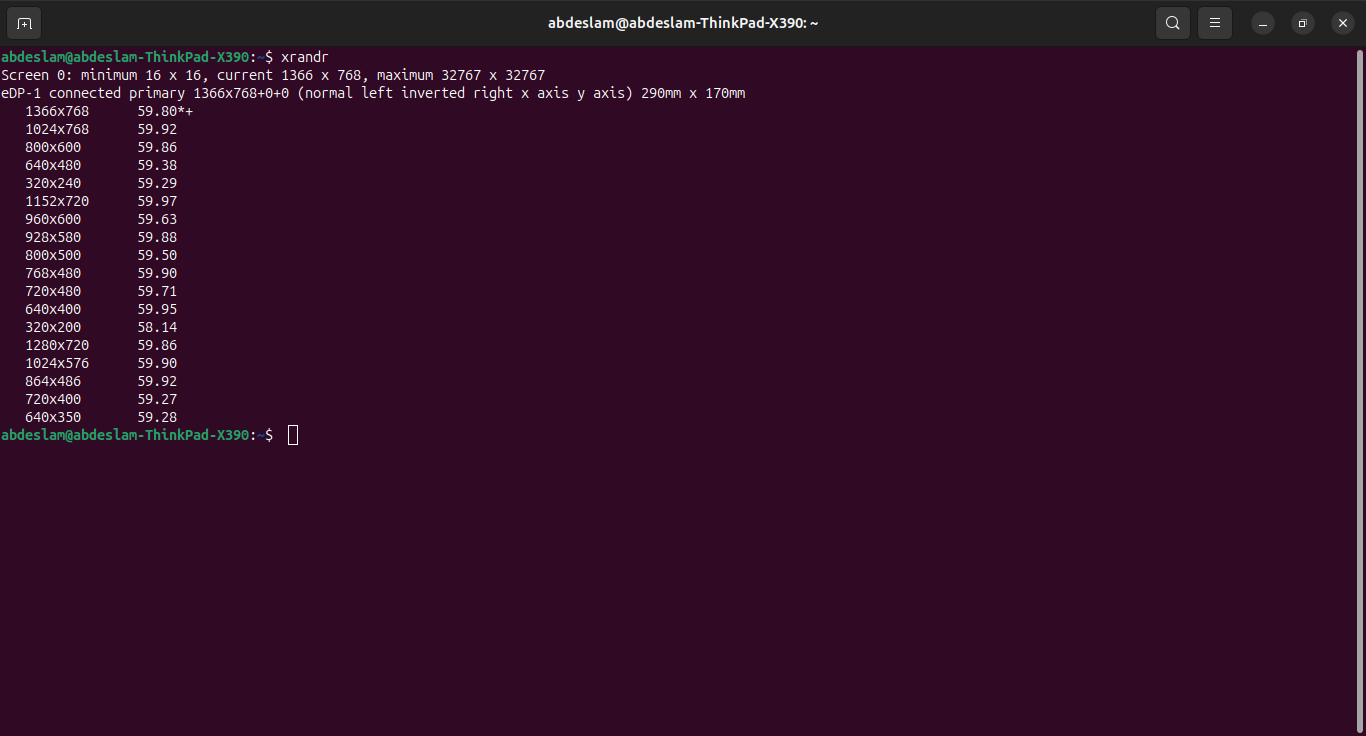 abdeslam@abdeslam-ThinkPad-X390: ~
abdeslam@abdeslam-ThinkPad-X390:~$ xrandr
Screen 0: minimum 16 x 16, current 1366 x 768, maximum 32767 x 32767
eDP-1 connected primary 1366x768+0+0 (normal left inverted right x axis y axis) 290mm x 170mm
   1366x768      59.80*+
   1024x768      59.92
   800x600       59.86
   640x480       59.38
   320x240       59.29
   1152x720      59.97
   960x600       59.63
   928x580       59.88
   800x500       59.50
   768x480       59.90
   720x480       59.71
   640x400       59.95
   320x200       58.14
   1280x720      59.86
   1024x576      59.90
   864x486       59.92
   720x400       59.27
   640x350       59.28
abdeslam@abdeslam-ThinkPad-X390:~$